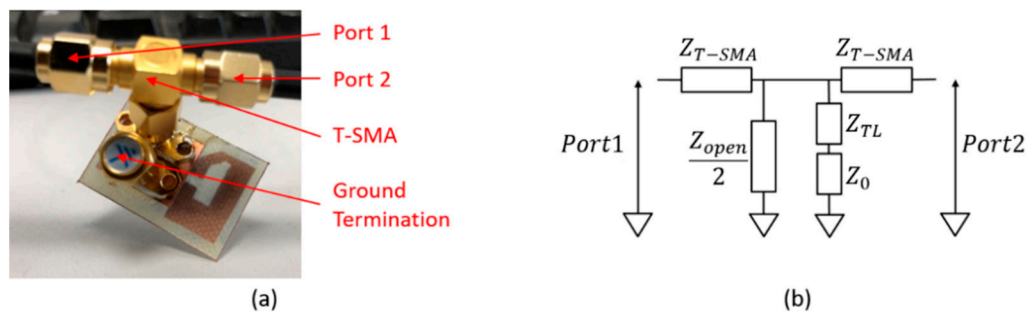 Port 1
Port 2
T-SMA
Ground
Termination
(a)
Z_{T-SMA} Z_{T-SMA}
Port1 Z_{open}/2 Z_{TL} Port2
Z_0
(b)